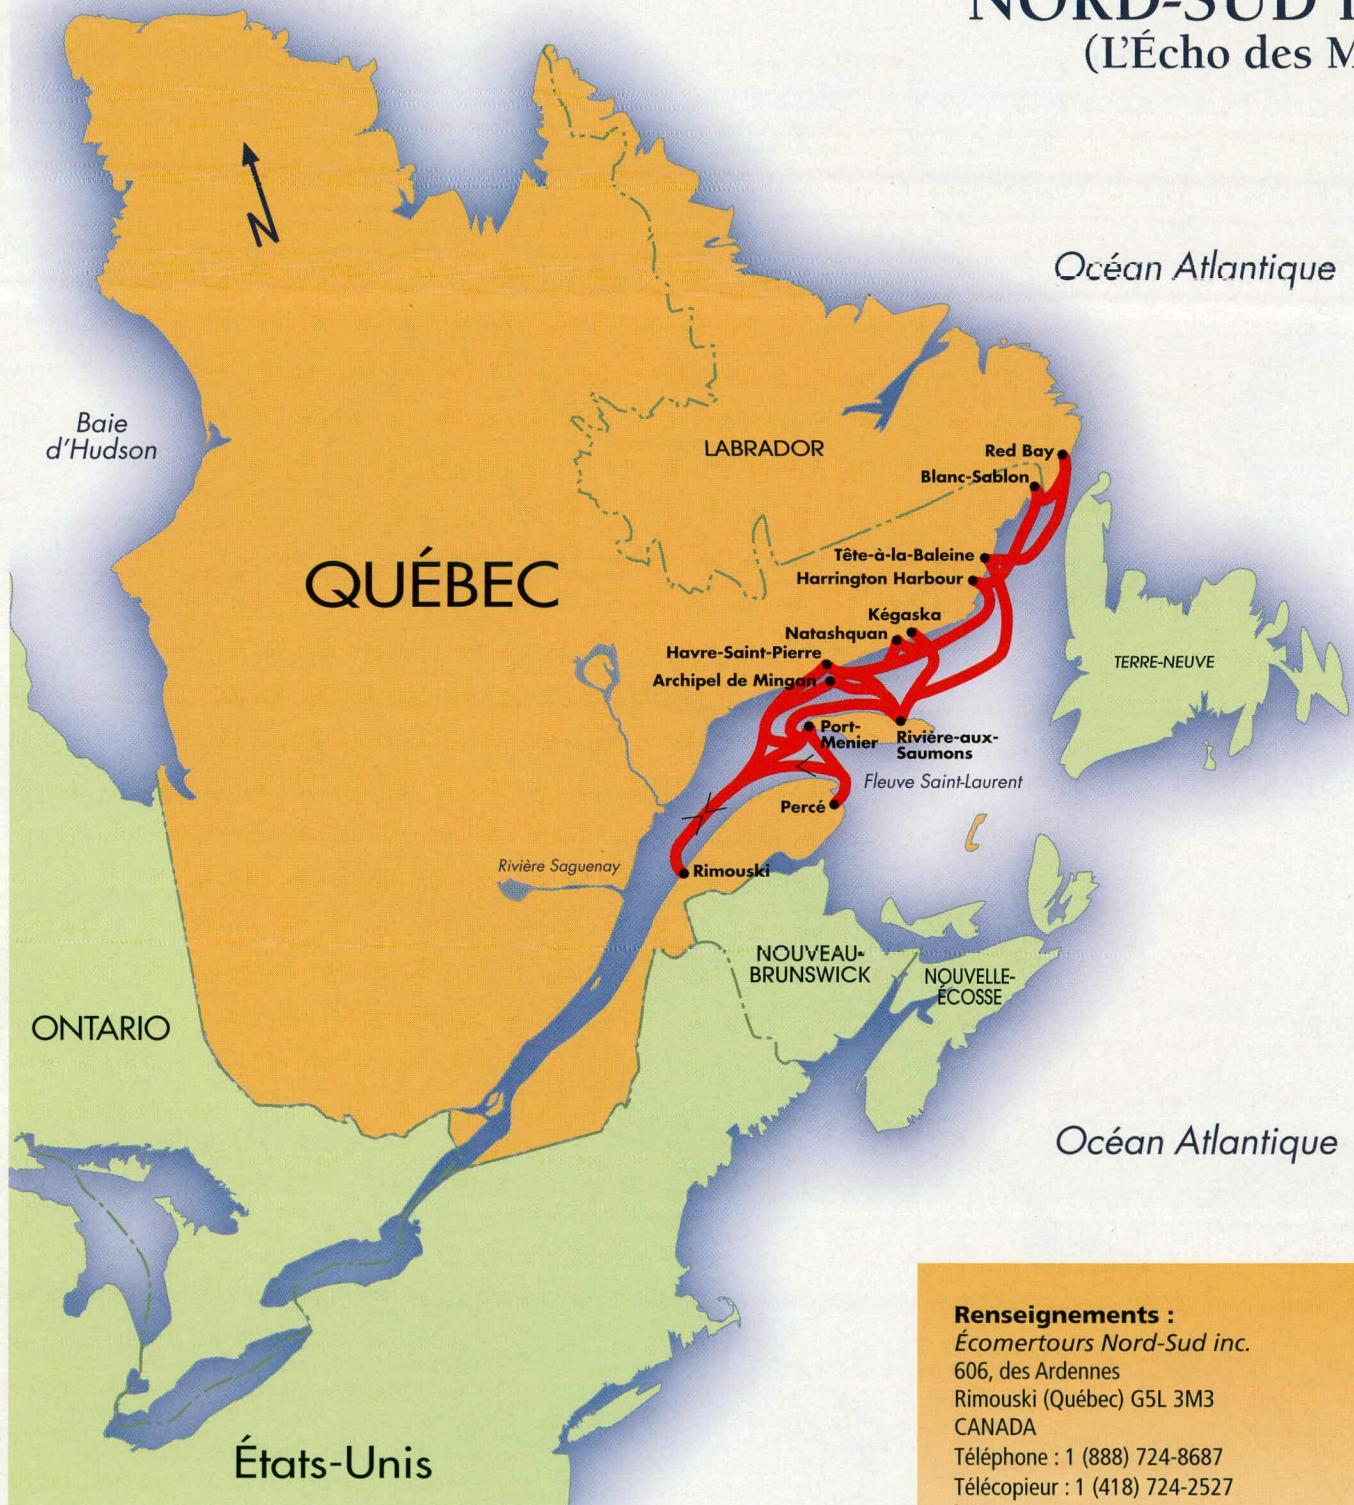 NORD-SUD
(L'Écho des
N
Océan Atlantique
Baie
d'Hudson
LABRADOR
Red Bay
Blanc-Sablon
QUÉBEC
Tête-à-la-Baleine
Harrington Harbour
Kégaska
Natashquan
Havre-Saint-Pierre
Archipel de Mingan
TERRE-NEUVE
Port-
Menier
Rivière-aux-
Saumons
Fleuve Saint-Laurent
Percé
Rivière Saguenay
Rimouski
NOUVEAU-
BRUNSWICK
NOUVELLE-
ÉCOSSE
ONTARIO
Océan Atlantique
États-Unis
Renseignements :
Écomertours Nord-Sud inc.
606, des Ardennes
Rimouski (Québec) G5L 3M3
CANADA
Téléphone : 1 (888) 724-8687
Télécopieur : 1 (418) 724-2527